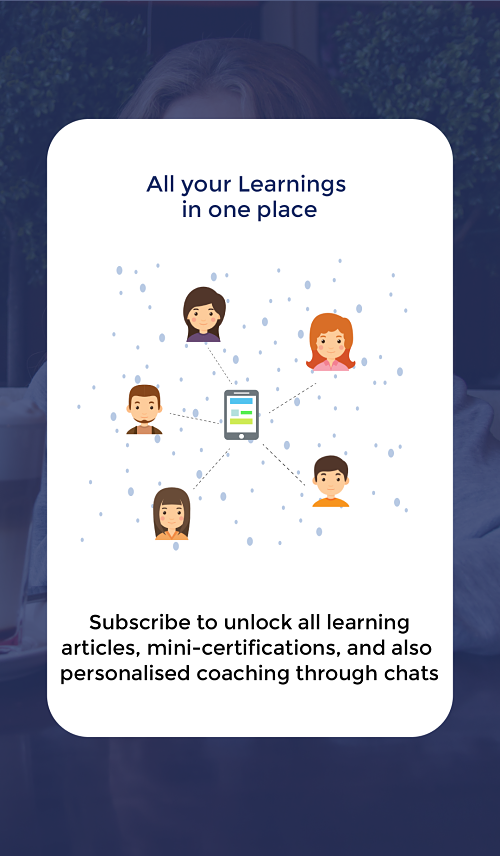 All your Learnings
in one place
Subscribe to unlock all learning
articles, mini-certifications, and also
personalised coaching through chats